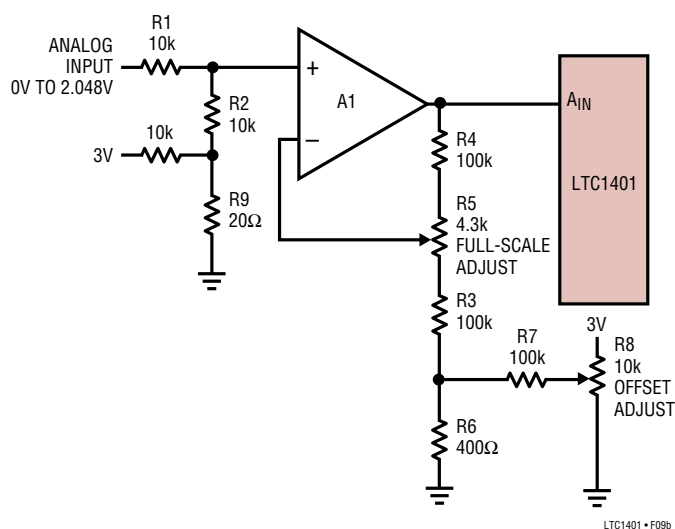 R1
10k
ANALOG
INPUT
0V TO 2.048V
R2
10k
10k
3V
R9
20Ω
+
–
A1
AIN
LTC1401
R4
100k
R5
4.3k
FULL-SCALE
ADJUST
R3
100k
R7
100k
3V
R8
10k
OFFSET
ADJUST
R6
400Ω
LTC1401 • F09b